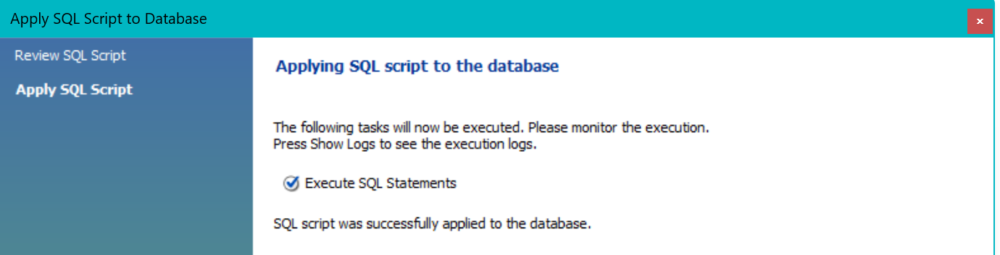 Apply SQL Script to Database
Review SQL Script
Apply SQL Script
Applying SQL script to the database
The following tasks will now be executed. Please monitor the execution.
Press Show Logs to see the execution logs.
Execute SQL Statements
SQL script was successfully applied to the database.